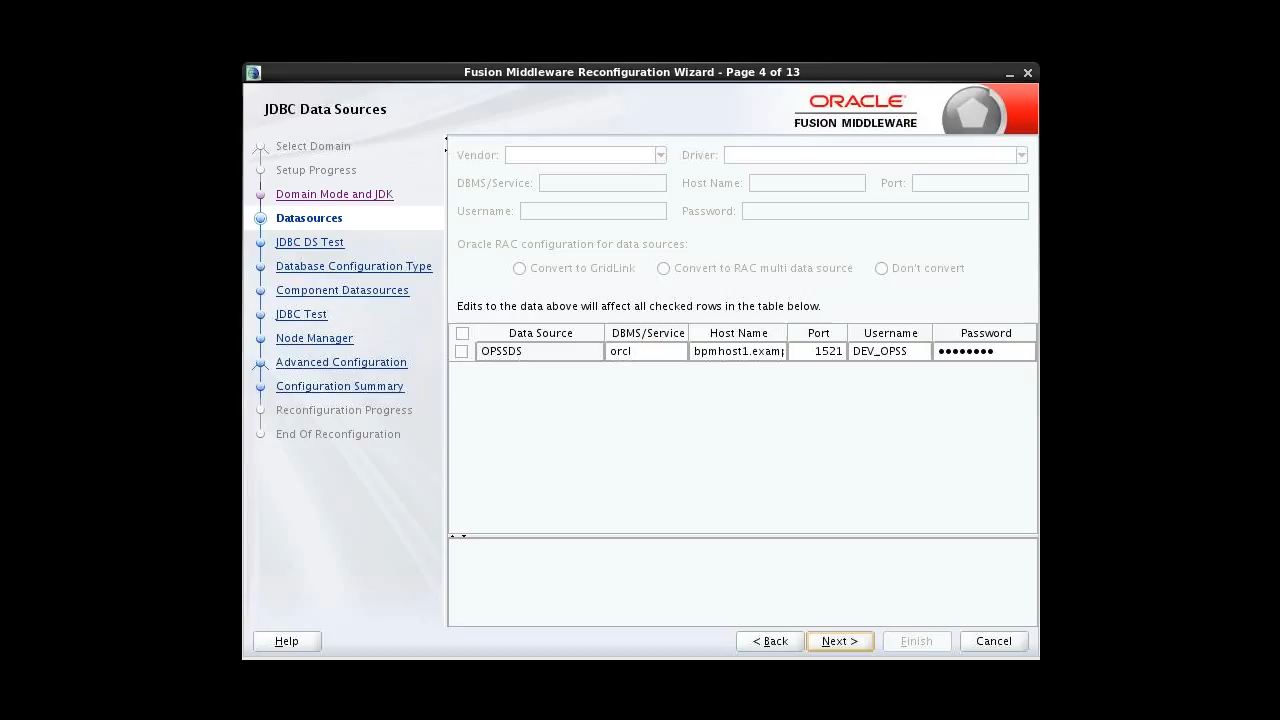 Fusion Middleware Reconfiguration Wizard - Page 4 of 13
JDBC Data Sources
ORACLE
FUSION MIDDLEWARE
Select Domain
Setup Progress
Domain Mode and JDK
Datasources
JDBC DS Test
Database Configuration Type
Component Datasources
JDBC Test
Node Manager
Advanced Configuration
Configuration Summary
Reconfiguration Progress
End Of Reconfiguration
Vendor: Driver:
DBMS/Service: Host Name: Port:
Username: Password:
Oracle RAC configuration for data sources:
Convert to GridLink Convert to RAC multi data source Don't convert
Edits to the data above will affect all checked rows in the table below.
Data Source DBMS/Service Host Name Port Username Password
OPSSDS orcl bpmhost1.examp 1521 DEV_OPSS ●●●●●●●●
Help < Back Next > Finish Cancel